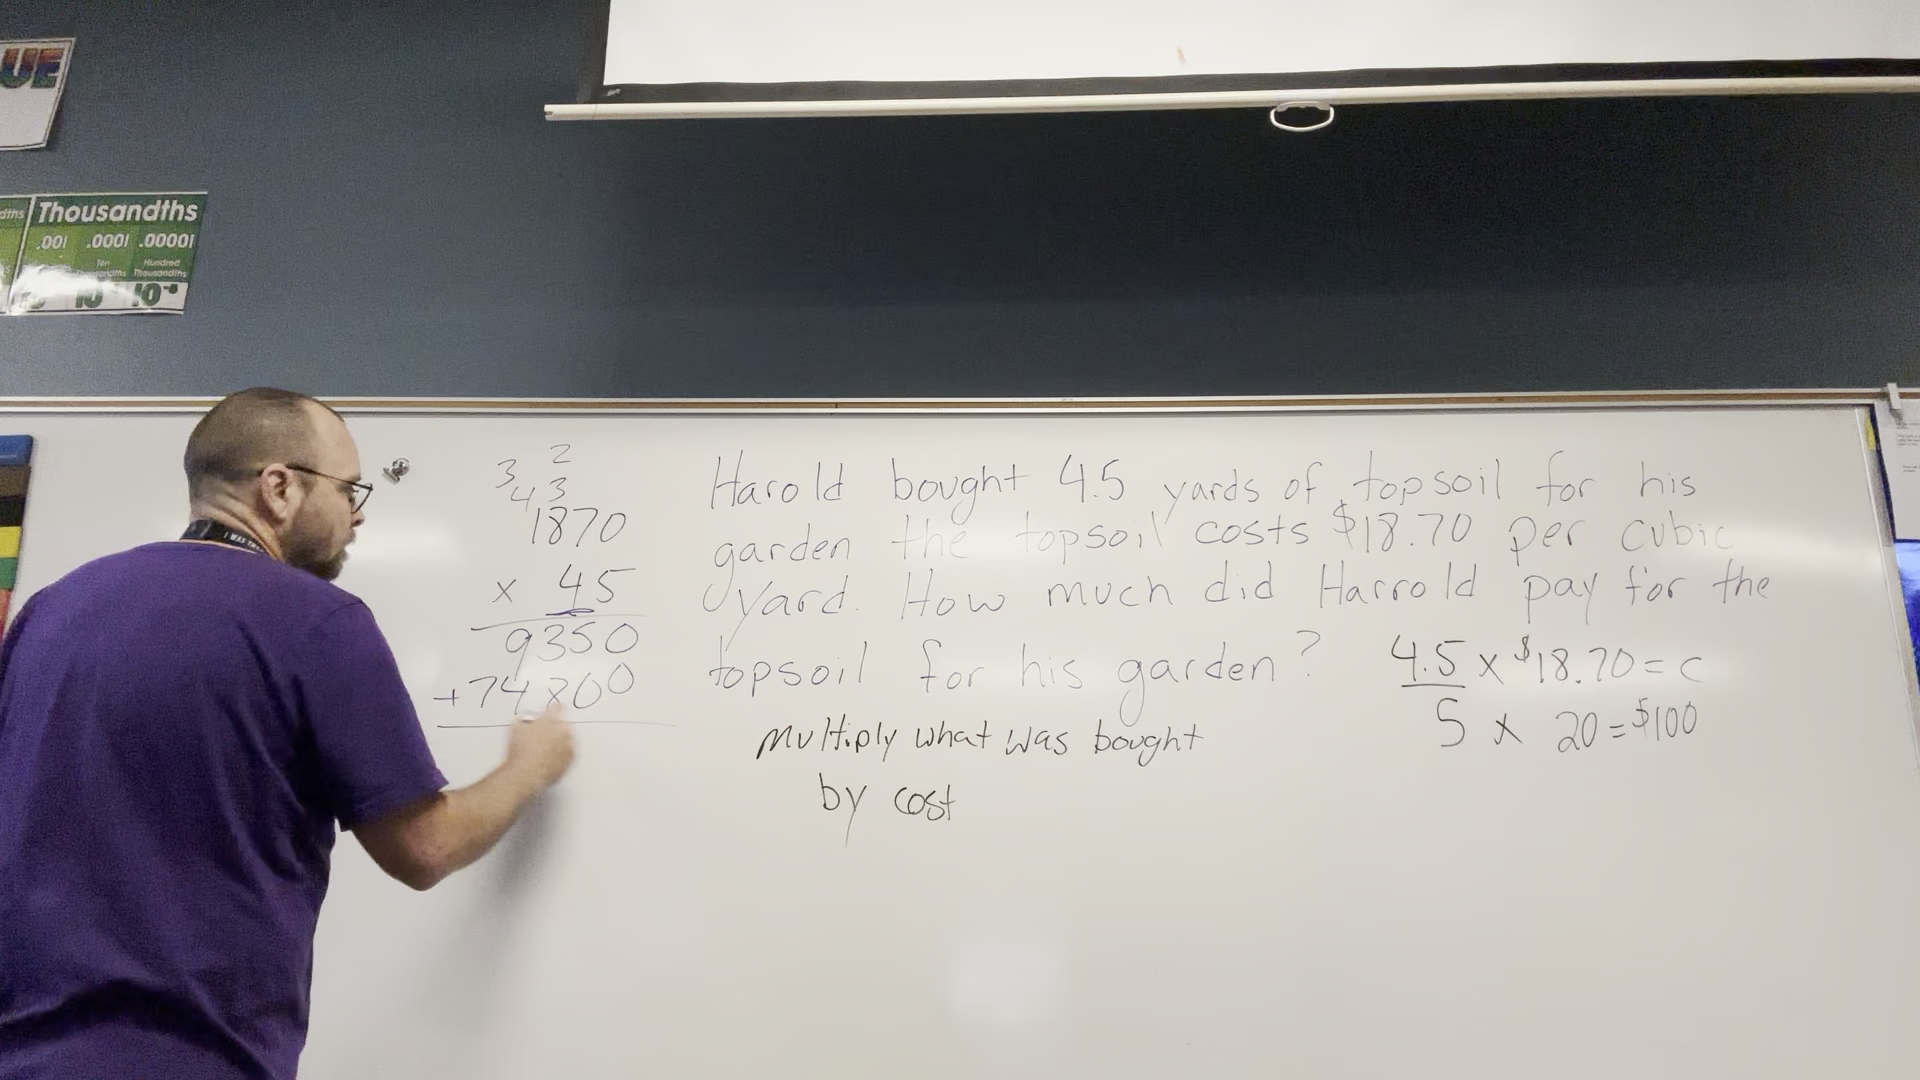 UE
Thousandths
.001 .0001 .00001
Ten Hundred
Thousandths Thousandths
3 2
4 3
1870
x 45
9350
+74800
Harold bought 4.5 yards of topsoil for his
garden the topsoil costs $18.70 per cubic
yard. How much did Harrold pay for the
topsoil for his garden?
4.5 x $18.70 = c
5 x 20 = $100
Multiply what was bought
by cost